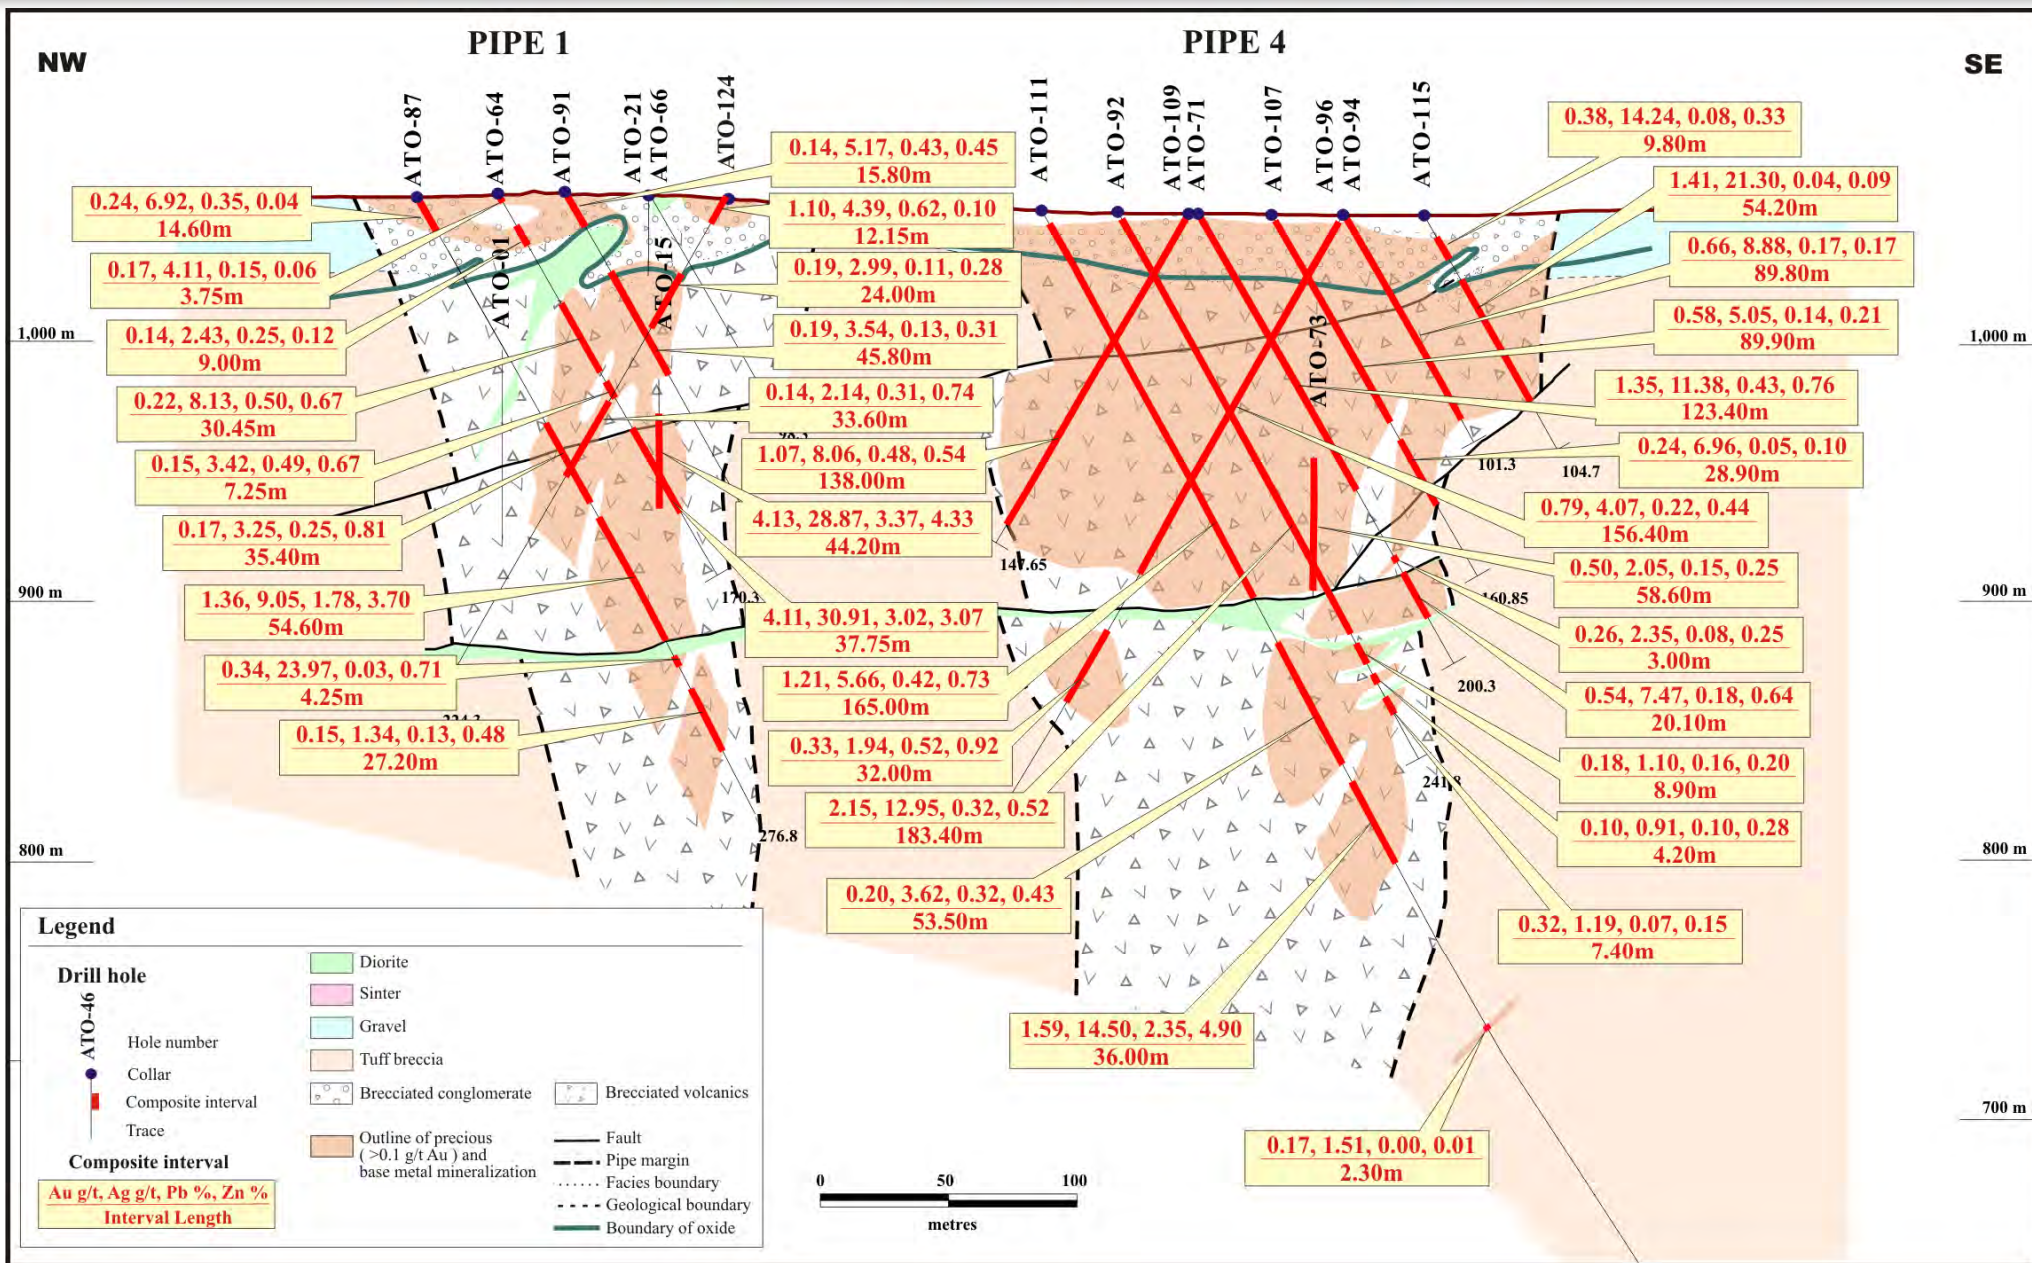 PIPE 1
PIPE 4
NW
SE
ATO-87
ATO-64
ATO-91
ATO-21
ATO-66
ATO-124
ATO-111
ATO-92
ATO-109
ATO-71
ATO-107
ATO-96
ATO-94
ATO-115
ATO-01
ATO-15
ATO-73
0.24, 6.92, 0.35, 0.04
14.60m
0.17, 4.11, 0.15, 0.06
3.75m
0.14, 2.43, 0.25, 0.12
9.00m
0.22, 8.13, 0.50, 0.67
30.45m
0.15, 3.42, 0.49, 0.67
7.25m
0.17, 3.25, 0.25, 0.81
35.40m
1.36, 9.05, 1.78, 3.70
54.60m
0.34, 23.97, 0.03, 0.71
4.25m
0.15, 1.34, 0.13, 0.48
27.20m
0.14, 5.17, 0.43, 0.45
15.80m
1.10, 4.39, 0.62, 0.10
12.15m
0.19, 2.99, 0.11, 0.28
24.00m
0.19, 3.54, 0.13, 0.31
45.80m
0.14, 2.14, 0.31, 0.74
33.60m
1.07, 8.06, 0.48, 0.54
138.00m
4.13, 28.87, 3.37, 4.33
44.20m
4.11, 30.91, 3.02, 3.07
37.75m
1.21, 5.66, 0.42, 0.73
165.00m
0.33, 1.94, 0.52, 0.92
32.00m
2.15, 12.95, 0.32, 0.52
183.40m
0.20, 3.62, 0.32, 0.43
53.50m
1.59, 14.50, 2.35, 4.90
36.00m
0.38, 14.24, 0.08, 0.33
9.80m
1.41, 21.30, 0.04, 0.09
54.20m
0.66, 8.88, 0.17, 0.17
89.80m
0.58, 5.05, 0.14, 0.21
89.90m
1.35, 11.38, 0.43, 0.76
123.40m
0.24, 6.96, 0.05, 0.10
28.90m
0.79, 4.07, 0.22, 0.44
156.40m
0.50, 2.05, 0.15, 0.25
58.60m
0.26, 2.35, 0.08, 0.25
3.00m
0.54, 7.47, 0.18, 0.64
20.10m
0.18, 1.10, 0.16, 0.20
8.90m
0.10, 0.91, 0.10, 0.28
4.20m
0.32, 1.19, 0.07, 0.15
7.40m
0.17, 1.51, 0.00, 0.01
2.30m
1,000 m
900 m
800 m
1,000 m
900 m
800 m
700 m
170.3
276.8
147.65
101.3
104.7
160.85
200.3
241.8
Legend
Drill hole
ATO-46
Hole number
Collar
Composite interval
Trace
Composite interval
Au g/t, Ag g/t, Pb %, Zn %
Interval Length
Diorite
Sinter
Gravel
Tuff breccia
Brecciated conglomerate
Brecciated volcanics
Outline of precious
( >0.1 g/t Au ) and
base metal mineralization
Fault
Pipe margin
Facies boundary
Geological boundary
Boundary of oxide
0 50 100
metres